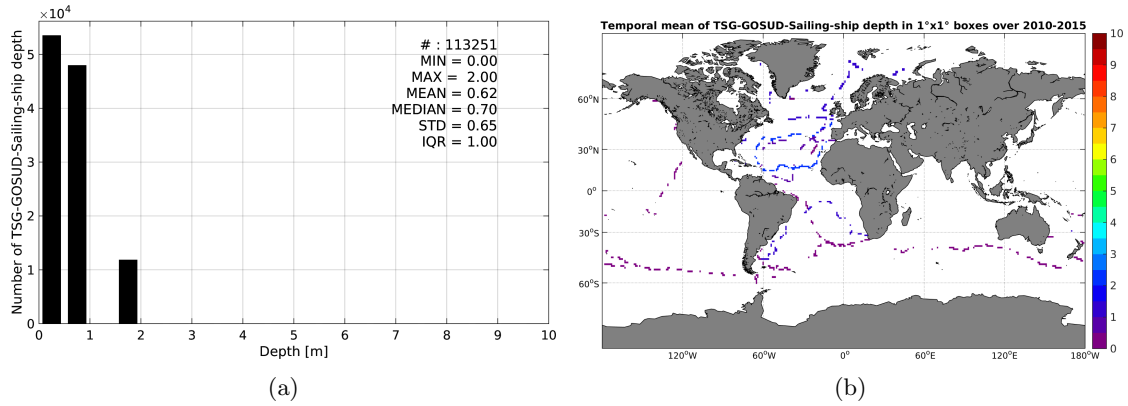 ×10⁴
5
4
3
2
1
0
Number of TSG-GOSUD-Sailing-ship depth
# : 113251
MIN = 0.00
MAX = 2.00
MEAN = 0.62
MEDIAN = 0.70
STD = 0.65
IQR = 1.00
0 1 2 3 4 5 6 7 8 9 10
Depth [m]
(a)
Temporal mean of TSG-GOSUD-Sailing-ship depth in 1°x1° boxes over 2010-2015
60°N
30°N
0°
30°S
60°S
120°W 60°W 0° 60°E 120°E 180°W
10
9
8
7
6
5
4
3
2
1
0
(b)